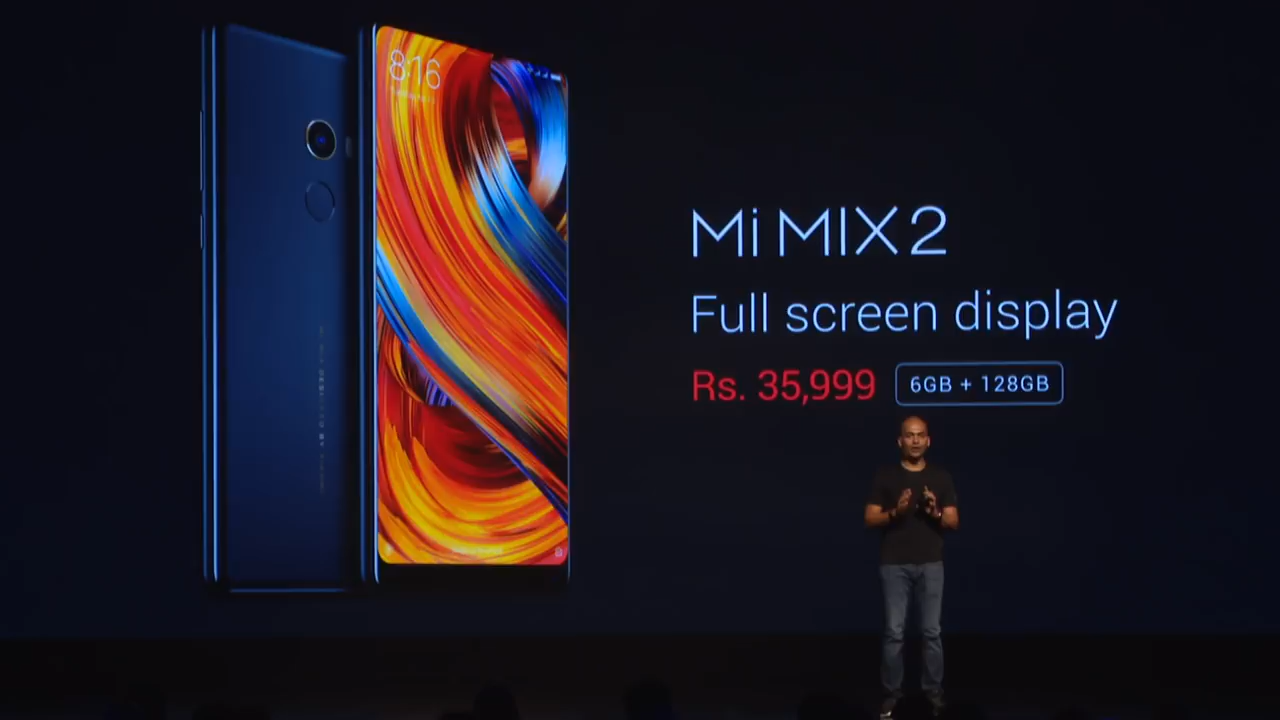 8:16
Mi MIX 2
Full screen display
Rs. 35,999
6GB + 128GB